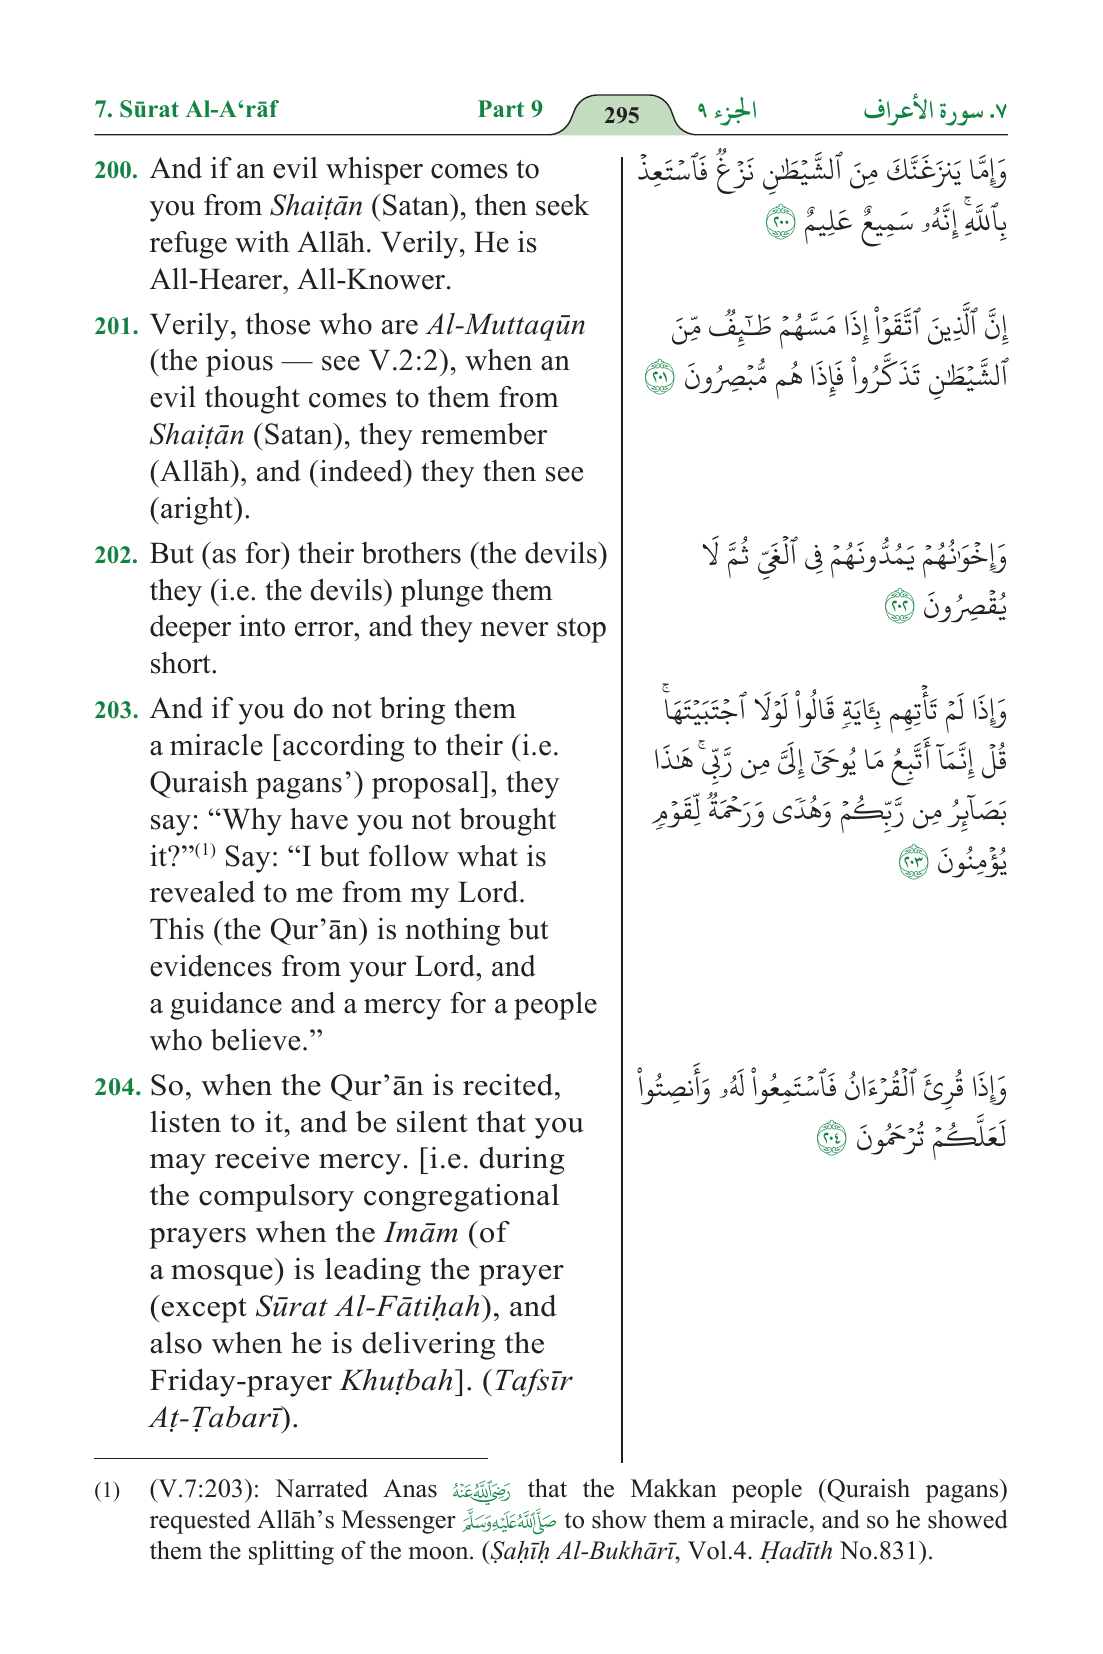 7. Sūrat Al-A‘rāf
Part 9
295
الجزء ٩
٧. سورة الأعراف
200. And if an evil whisper comes to
you from Shaiṭān (Satan), then seek
refuge with Allāh. Verily, He is
All-Hearer, All-Knower.
وَإِمَّا يَنزَغَنَّكَ مِنَ ٱلشَّيۡطَٰنِ نَزۡغٞ فَٱسۡتَعِذۡ
بِٱللَّهِۚ إِنَّهُۥ سَمِيعٌ عَلِيمٌ ٢٠٠
201. Verily, those who are Al-Muttaqūn
(the pious — see V.2:2), when an
evil thought comes to them from
Shaiṭān (Satan), they remember
(Allāh), and (indeed) they then see
(aright).
إِنَّ ٱلَّذِينَ ٱتَّقَوۡاْ إِذَا مَسَّهُمۡ طَٰٓئِفٞ مِّنَ
ٱلشَّيۡطَٰنِ تَذَكَّرُواْ فَإِذَا هُم مُّبۡصِرُونَ ٢٠١
202. But (as for) their brothers (the devils)
they (i.e. the devils) plunge them
deeper into error, and they never stop
short.
وَإِخۡوَٰنُهُمۡ يَمُدُّونَهُمۡ فِي ٱلۡغَيِّ ثُمَّ لَا
يُقۡصِرُونَ ٢٠٢
203. And if you do not bring them
a miracle [according to their (i.e.
Quraish pagans’) proposal], they
say: “Why have you not brought
it?”(1) Say: “I but follow what is
revealed to me from my Lord.
This (the Qur’ān) is nothing but
evidences from your Lord, and
a guidance and a mercy for a people
who believe.”
وَإِذَا لَمۡ تَأۡتِهِم بِـَٔايَةٖ قَالُواْ لَوۡلَا ٱجۡتَبَيۡتَهَاۚ
قُلۡ إِنَّمَآ أَتَّبِعُ مَا يُوحَىٰٓ إِلَيَّ مِن رَّبِّيۚ هَٰذَا
بَصَآئِرُ مِن رَّبِّكُمۡ وَهُدٗى وَرَحۡمَةٞ لِّقَوۡمٖ
يُؤۡمِنُونَ ٢٠٣
204. So, when the Qur’ān is recited,
listen to it, and be silent that you
may receive mercy. [i.e. during
the compulsory congregational
prayers when the Imām (of
a mosque) is leading the prayer
(except Sūrat Al-Fātiḥah), and
also when he is delivering the
Friday-prayer Khuṭbah]. (Tafsīr
Aṭ-Ṭabarī).
وَإِذَا قُرِئَ ٱلۡقُرۡءَانُ فَٱسۡتَمِعُواْ لَهُۥ وَأَنصِتُواْ
لَعَلَّكُمۡ تُرۡحَمُونَ ٢٠٤
(1) (V.7:203): Narrated Anas رَضِيَ اللَّهُ عَنْهُ that the Makkan people (Quraish pagans)
requested Allāh’s Messenger صَلَّى اللَّهُ عَلَيْهِ وَسَلَّمَ to show them a miracle, and so he showed
them the splitting of the moon. (Ṣaḥīḥ Al-Bukhārī, Vol.4. Ḥadīth No.831).